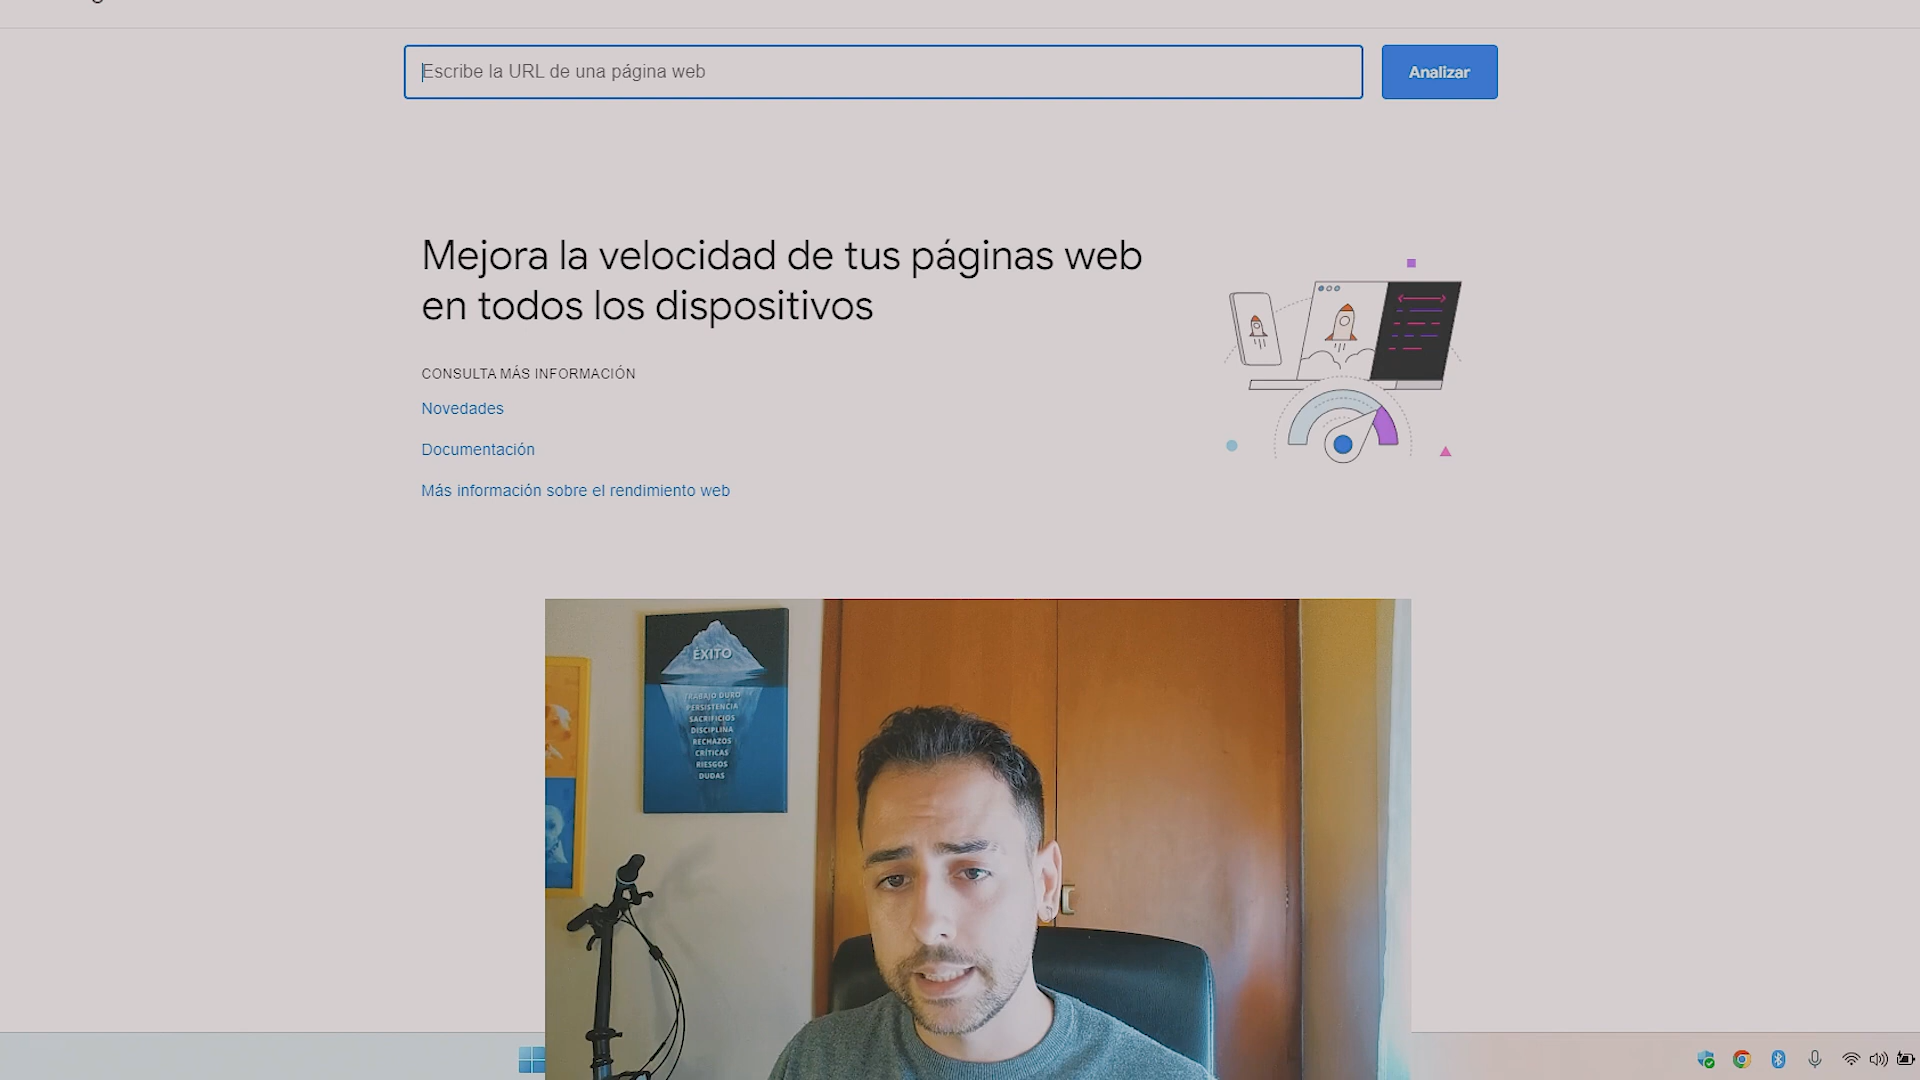 Escribe la URL de una página web
Analizar
Mejora la velocidad de tus páginas web
en todos los dispositivos
CONSULTA MÁS INFORMACIÓN
Novedades
Documentación
Más información sobre el rendimiento web
ÉXITO
TRABAJO DURO
PERSISTENCIA
SACRIFICIOS
DISCIPLINA
RECHAZOS
CRÍTICAS
RIESGOS
DUDAS